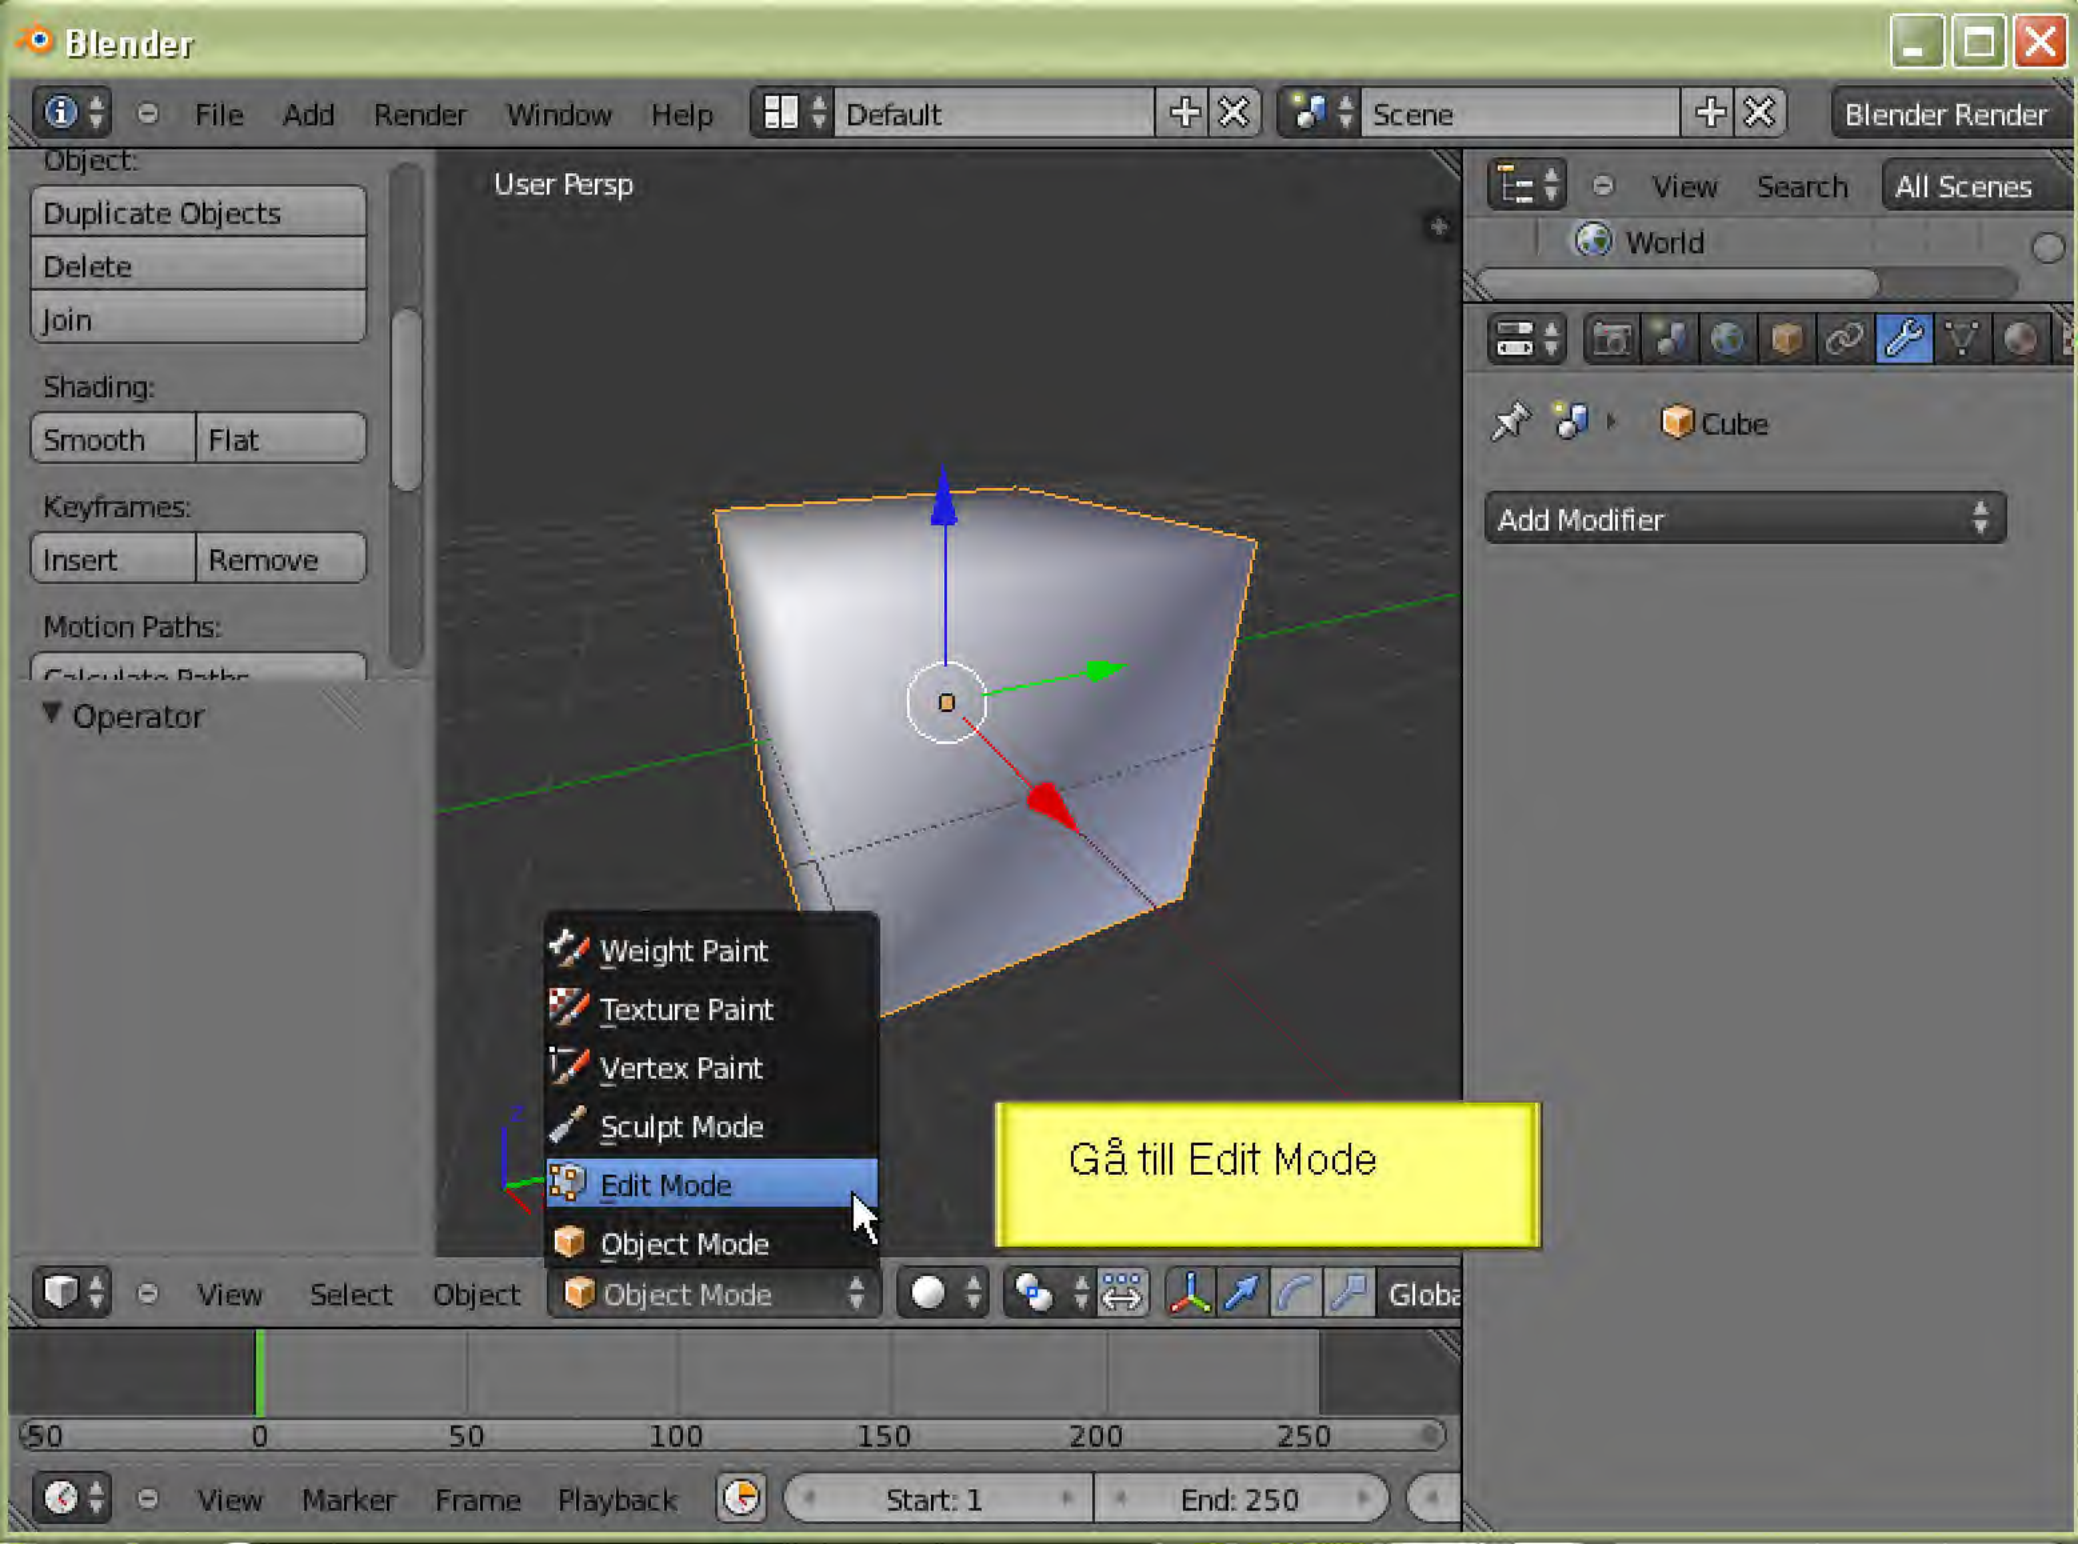 Blender
File Add Render Window Help Default Scene Blender Render
Object:
Duplicate Objects
Delete
Join
Shading:
Smooth Flat
Keyframes:
Insert Remove
Motion Paths:
Calculate Paths
Operator
User Persp
View Search All Scenes
World
Cube
Add Modifier
Weight Paint
Texture Paint
Vertex Paint
Sculpt Mode
Edit Mode
Object Mode
z
Gå till Edit Mode
View Select Object Object Mode Globa
-50 0 50 100 150 200 250
View Marker Frame Playback Start: 1 End: 250